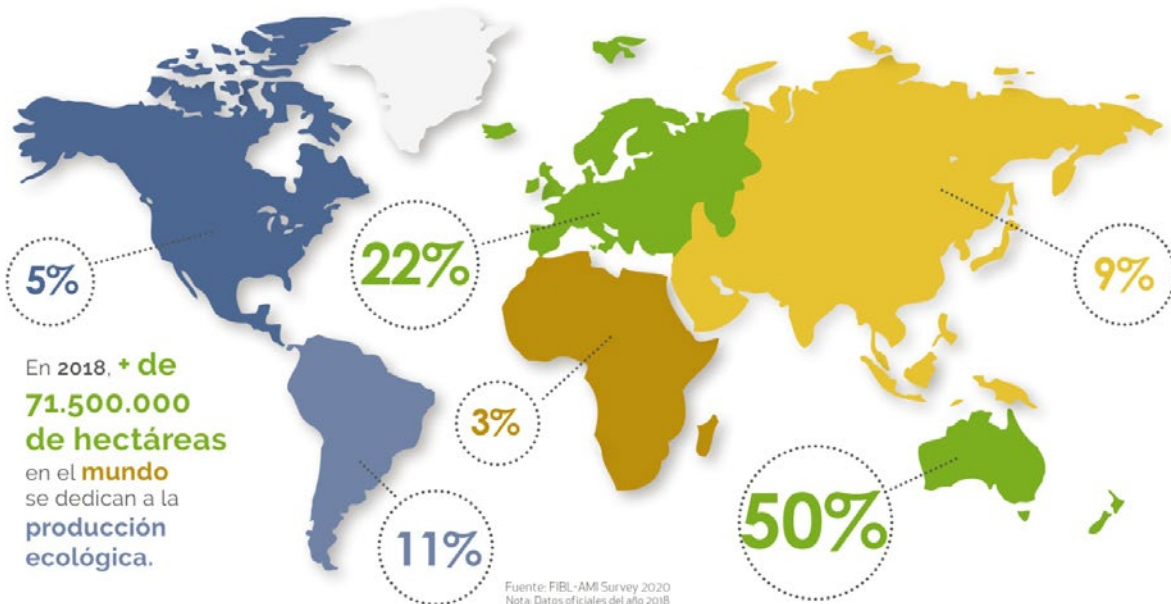 5%
22%
9%
3%
11%
50%
En 2018, + de
71.500.000
de hectáreas
en el mundo
se dedican a la
producción
ecológica.
Fuente: FIBL-AMI Survey 2020
Nota: Datos oficiales del año 2018